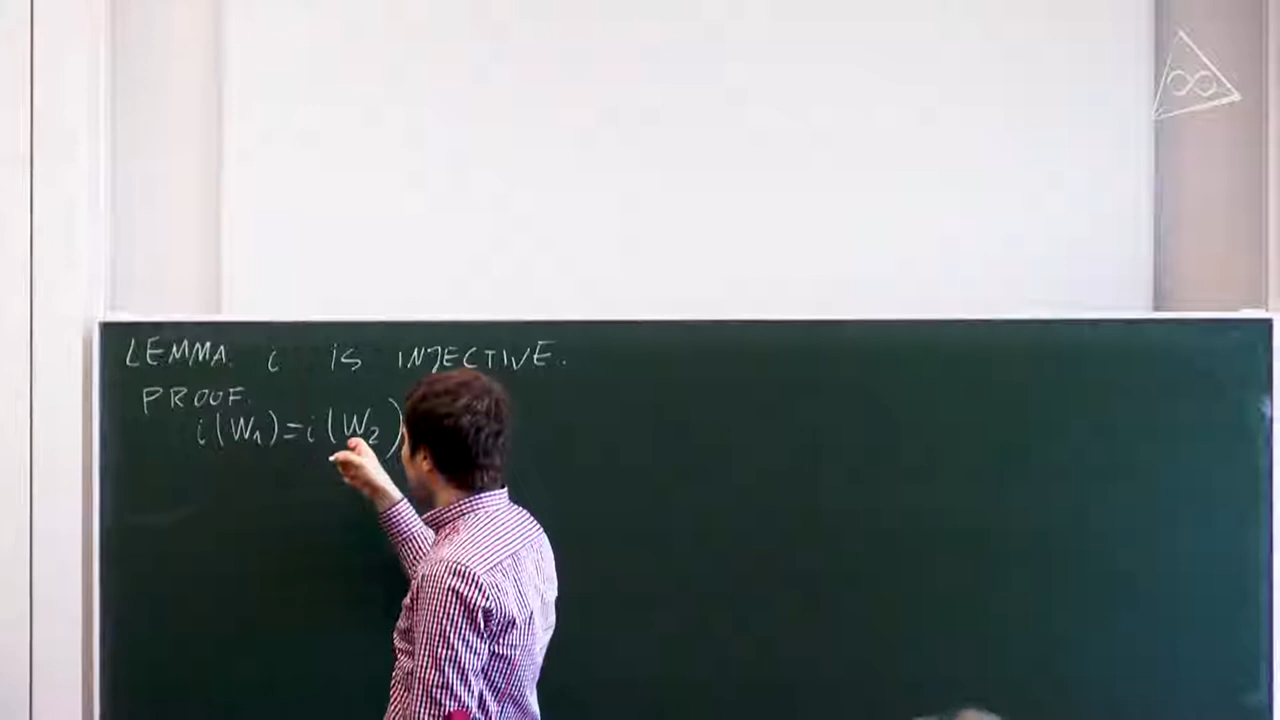 LEMMA. i IS INJECTIVE.
PROOF.
i(W₁)=i(W₂)
∞